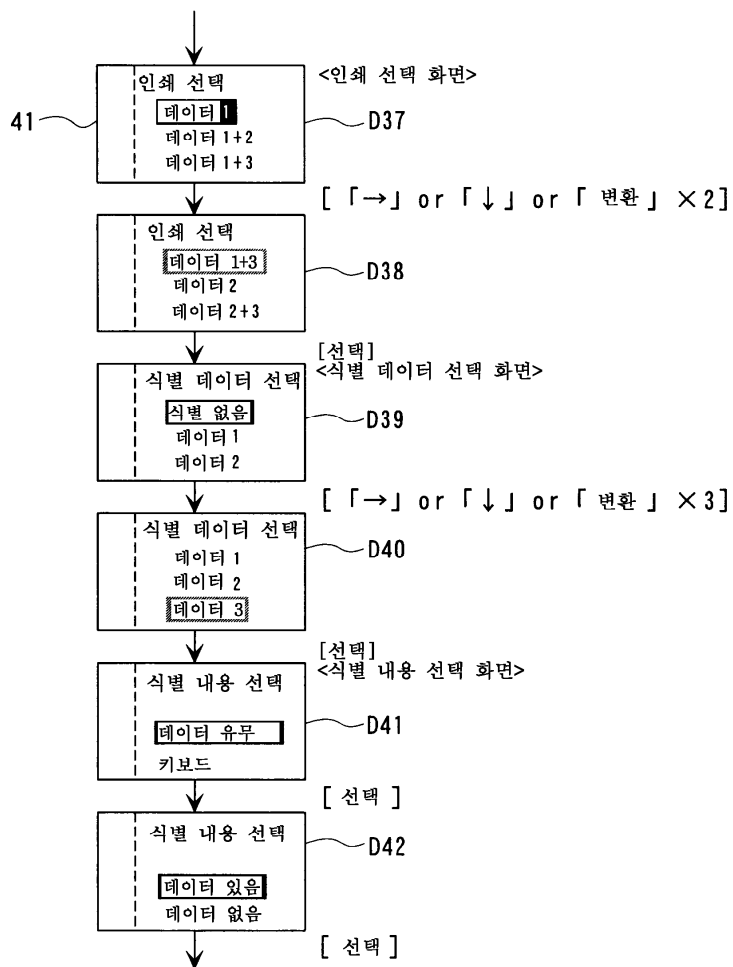 인쇄 선택
<인쇄 선택 화면>
데이터 1
41
D37
데이터 1+2
데이터 1+3
[ 「→」 or 「↓」 or 「 변환 」 ×2]
인쇄 선택
데이터 1+3
D38
데이터 2
데이터 2+3
[선택]
<식별 데이터 선택 화면>
식별 데이터 선택
식별 없음
D39
데이터 1
데이터 2
[ 「→」 or 「↓」 or 「 변환 」 ×3]
식별 데이터 선택
D40
데이터 1
데이터 2
데이터 3
[선택]
<식별 내용 선택 화면>
식별 내용 선택
데이터 유무
D41
키보드
[ 선택 ]
식별 내용 선택
D42
데이터 있음
데이터 없음
[ 선택 ]